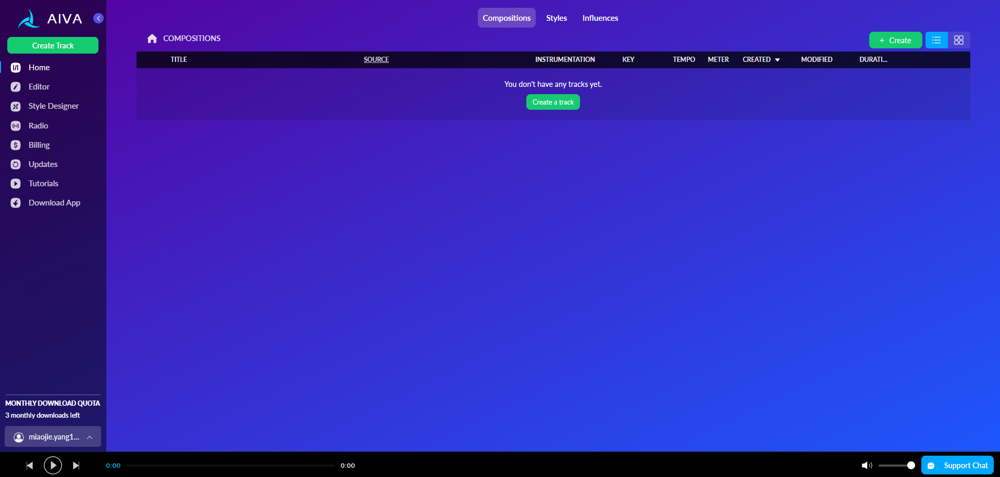 AIVA
Create Track
Home
Editor
Style Designer
Radio
Billing
Updates
Tutorials
Download App
MONTHLY DOWNLOAD QUOTA
3 monthly downloads left
miaojie.yang1...
Compositions Styles Influences
COMPOSITIONS
+ Create
TITLE SOURCE INSTRUMENTATION KEY TEMPO METER CREATED MODIFIED DURATI...
You don't have any tracks yet.
Create a track
0:00 0:00
Support Chat